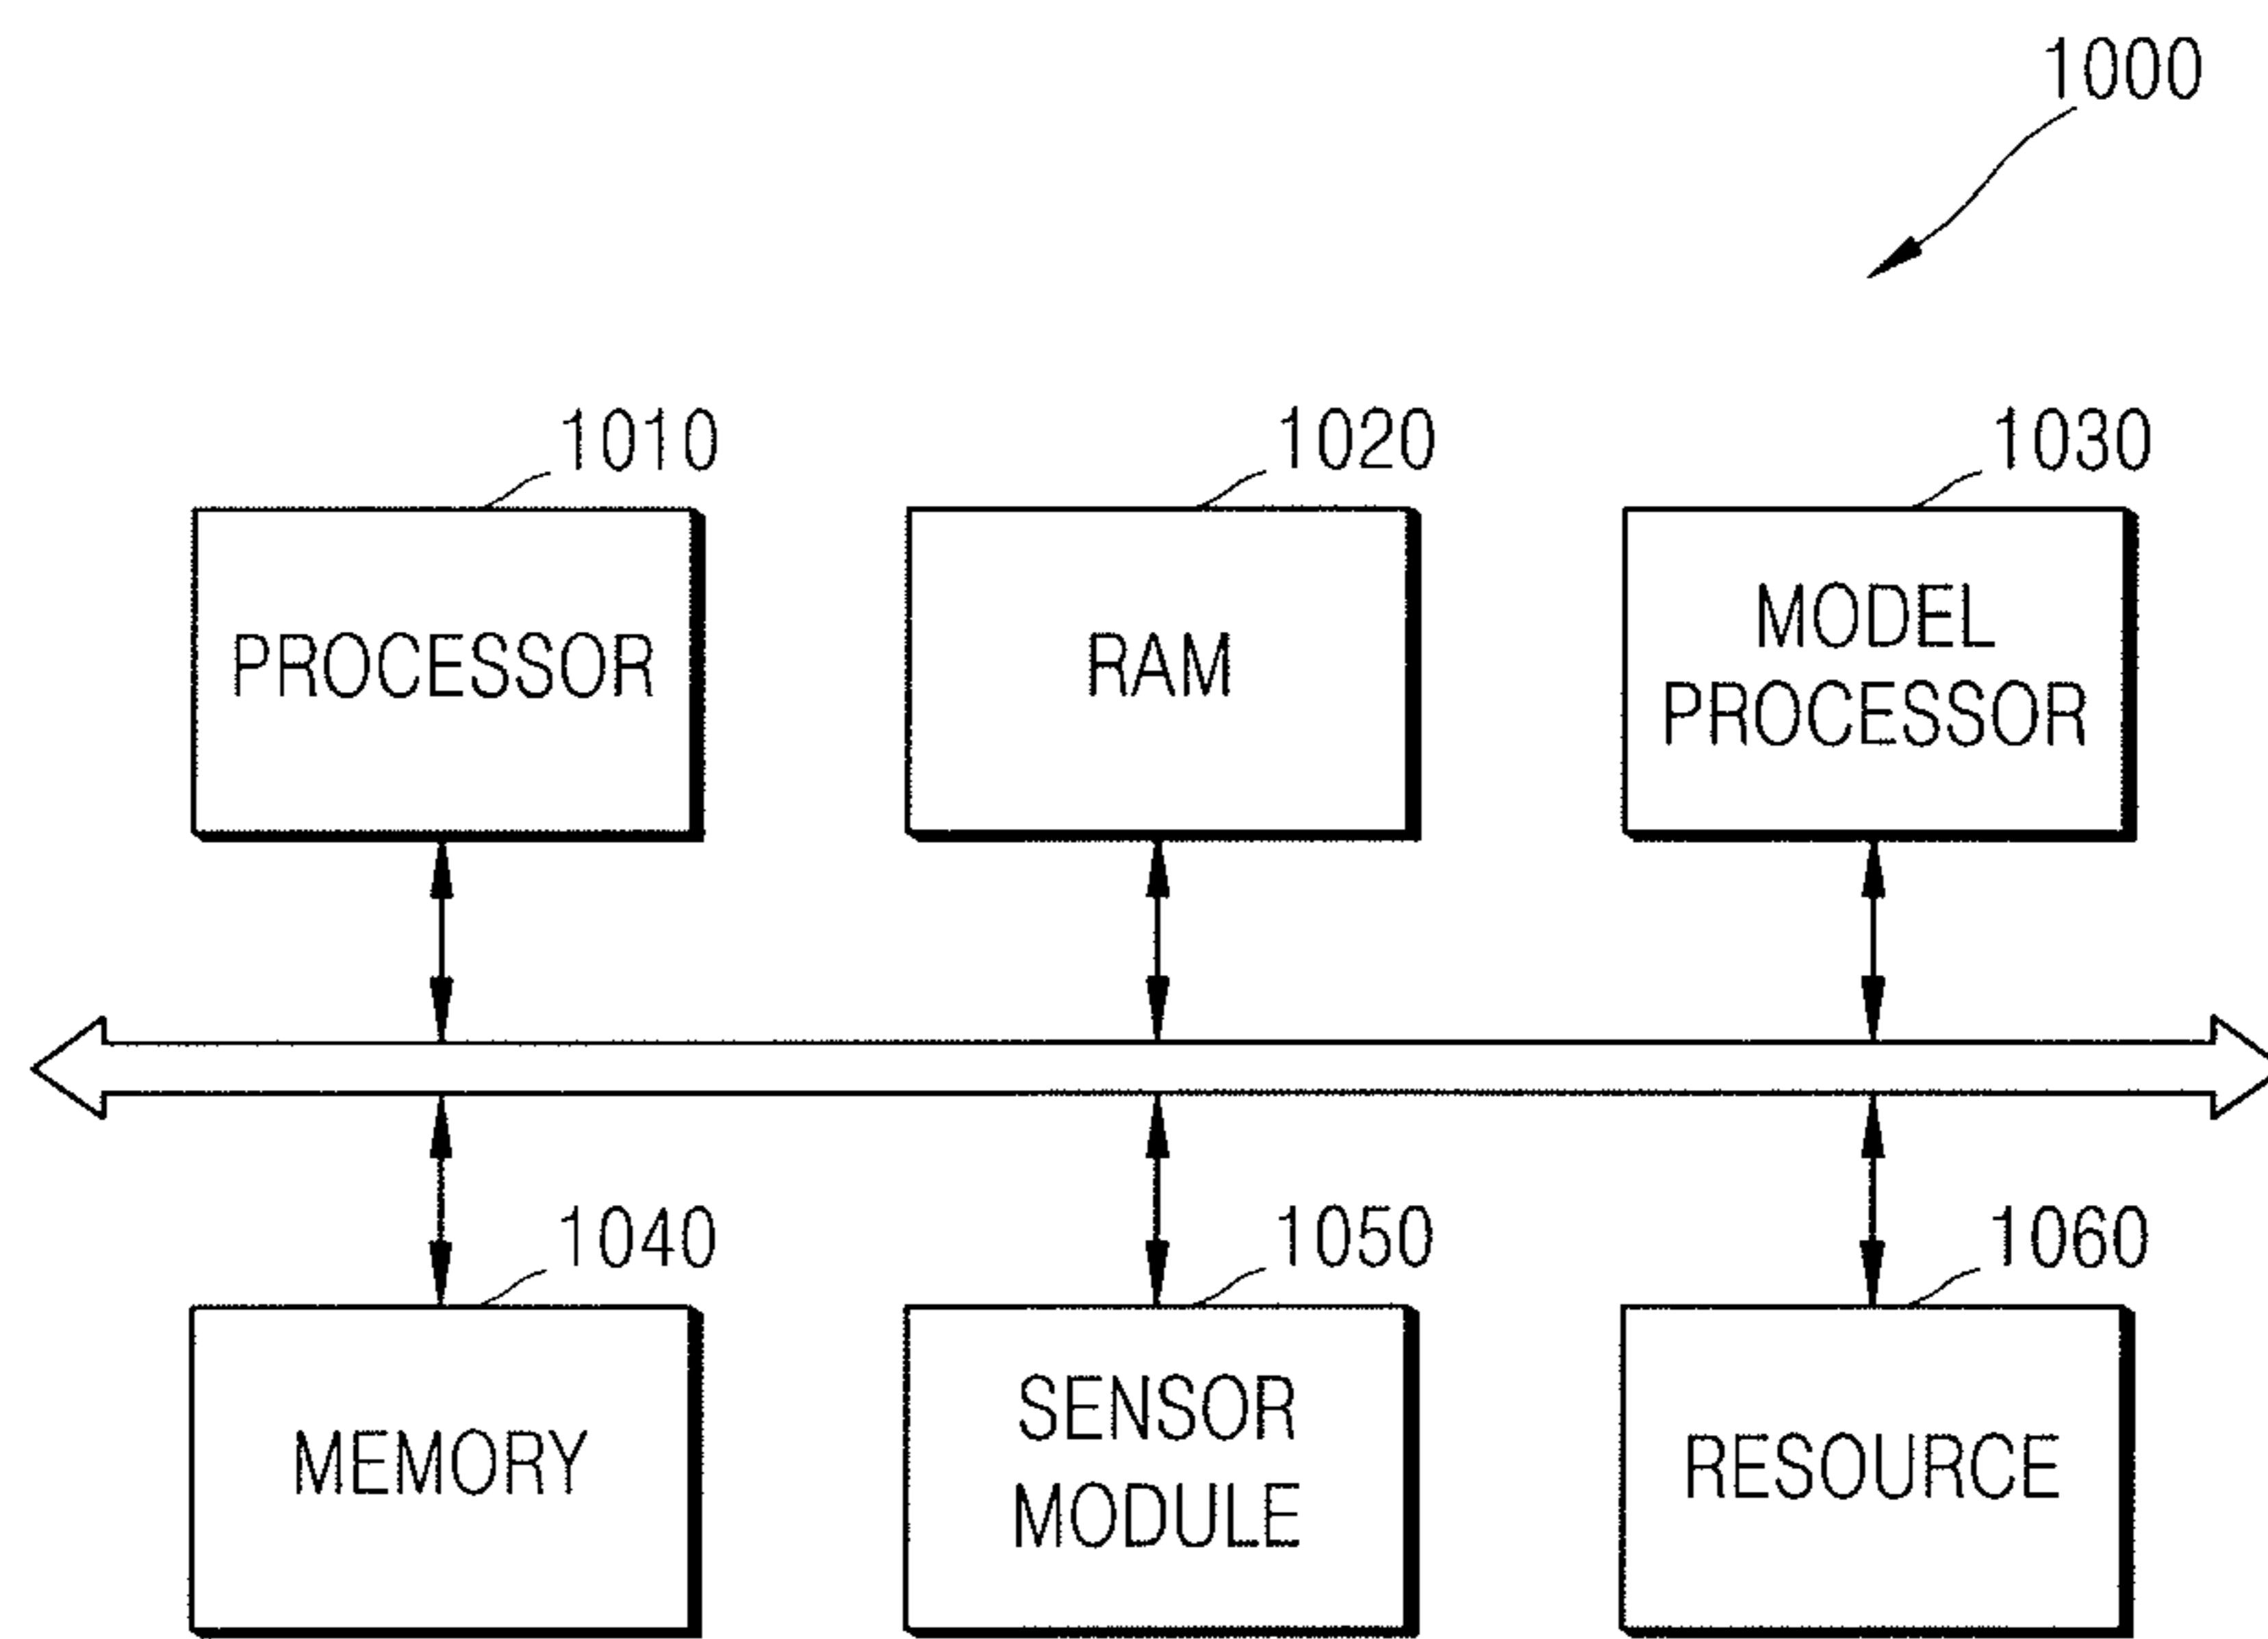 1000
1010
1020
1030
PROCESSOR
RAM
MODEL
PROCESSOR
1040
1050
1060
MEMORY
SENSOR
MODULE
RESOURCE